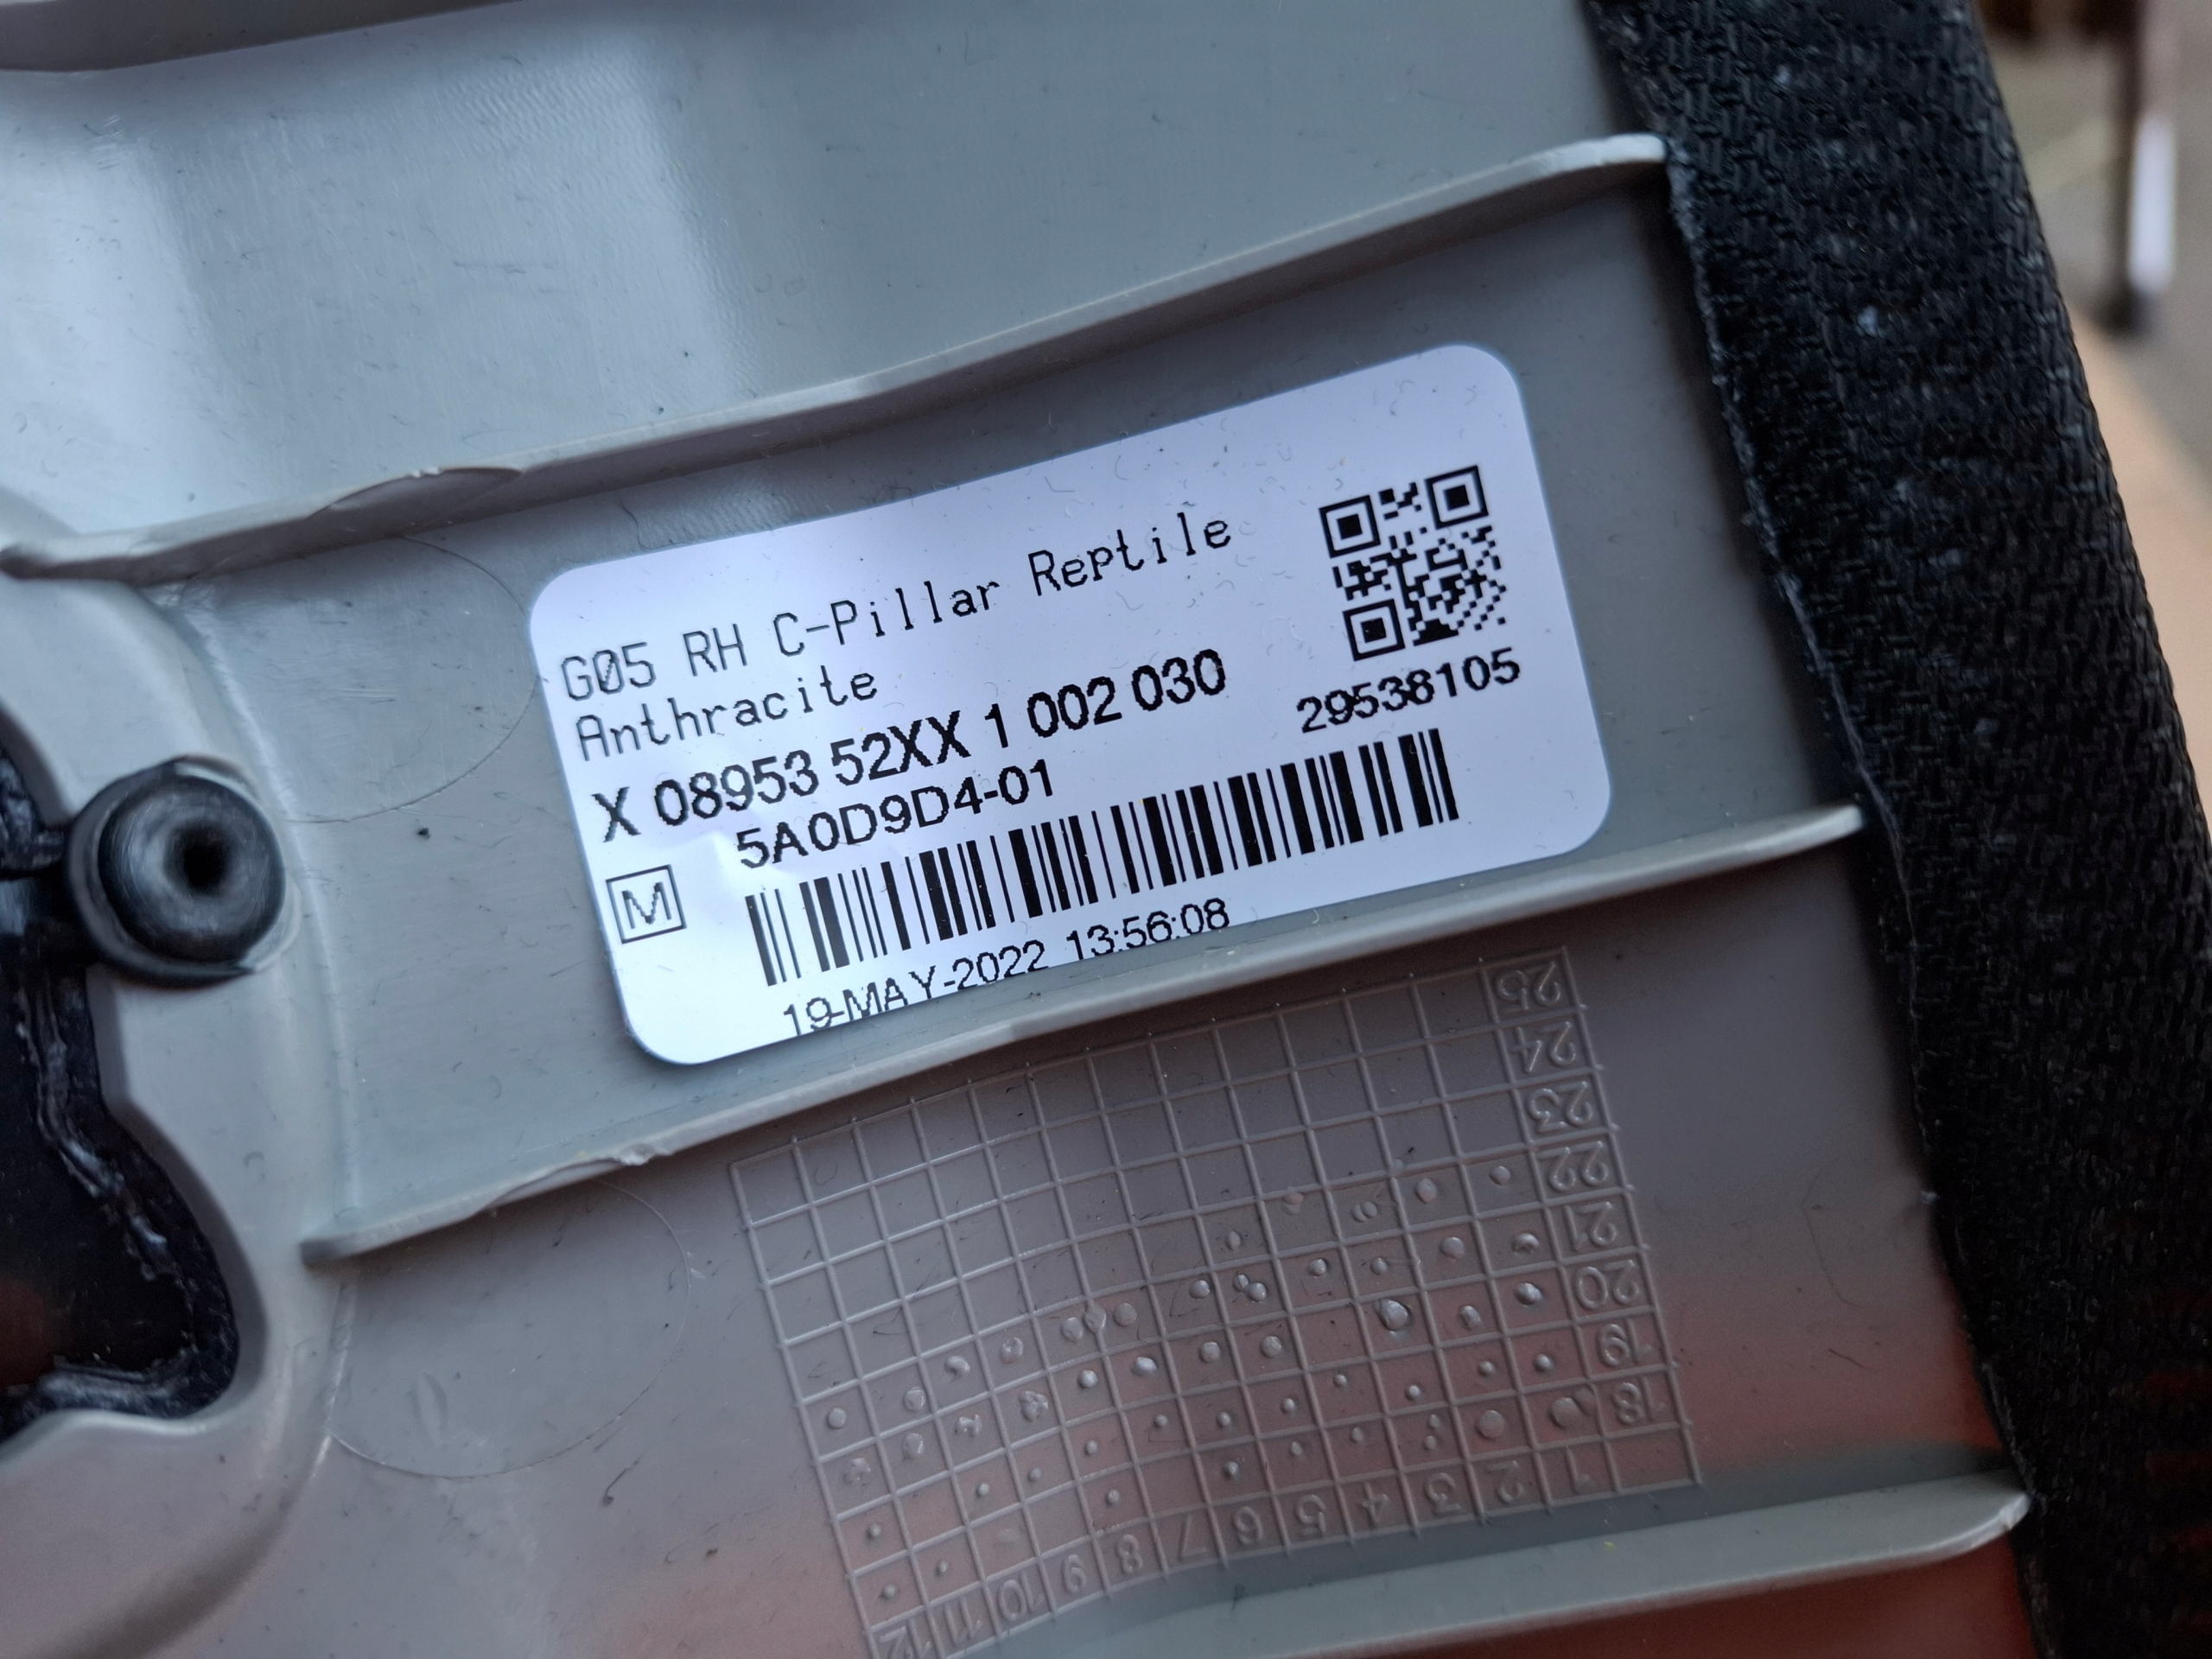 G05 RH C-Pillar Reptile
Anthracite
X 08953 52XX 1 002 030
29538105
5A0D9D4-01
M
19-MAY-2022 13:56:08
25
24
23
22
21
20
19
18
1 2 3 4 5 6 7 8 9 10 11 12